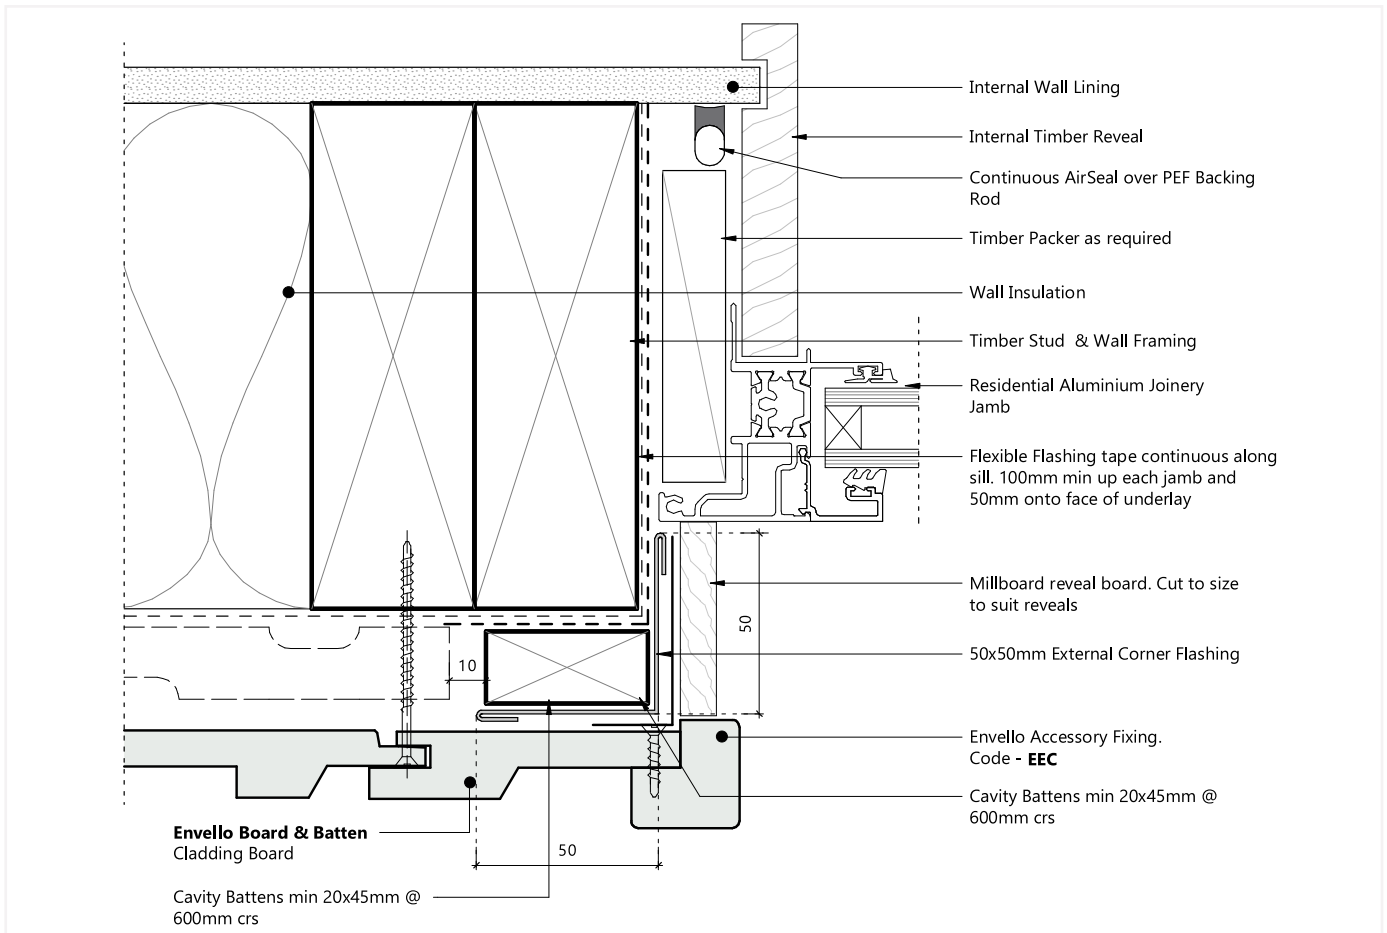 Internal Wall Lining
Internal Timber Reveal
Continuous AirSeal over PEF Backing
Rod
Timber Packer as required
Wall Insulation
Timber Stud & Wall Framing
Residential Aluminium Joinery
Jamb
Flexible Flashing tape continuous along
sill. 100mm min up each jamb and
50mm onto face of underlay
Millboard reveal board. Cut to size
to suit reveals
50
10
50x50mm External Corner Flashing
Envello Accessory Fixing.
Code - EEC
Cavity Battens min 20x45mm @
600mm crs
Envello Board & Batten
Cladding Board
50
Cavity Battens min 20x45mm @
600mm crs